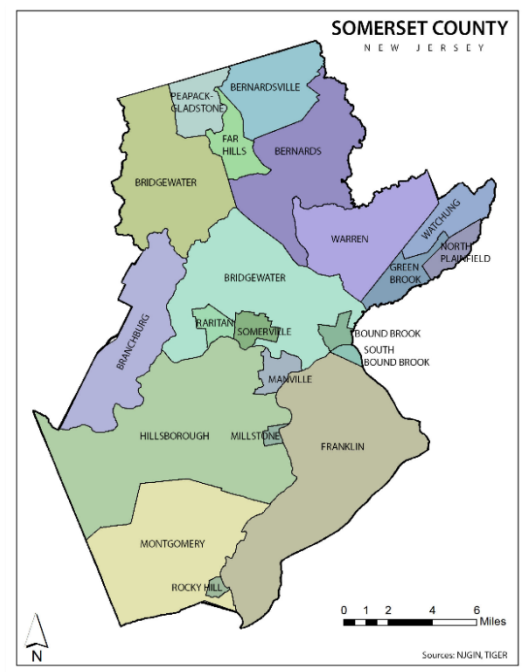 SOMERSET COUNTY
NEW JERSEY
PEAPACK-
GLADSTONE
BERNARDSVILLE
FAR
HILLS
BERNARDS
BRIDGEWATER
WARREN
WATCHUNG
NORTH
PLAINFIELD
GREEN
BROOK
BRIDGEWATER
RARITAN
SOMERVILLE
BOUND BROOK
SOUTH
BOUND BROOK
BRANCHBURG
MANVILLE
HILLSBOROUGH
MILLSTONE
FRANKLIN
MONTGOMERY
ROCKY HILL
0 1 2 4 6
Miles
N
Sources: NJGIN, TIGER